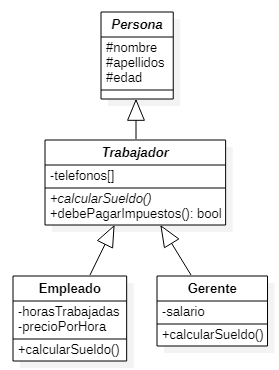 Persona
#nombre
#apellidos
#edad
Trabajador
-telefonos[]
+calcularSueldo()
+debePagarImpuestos(): bool
Empleado
-horasTrabajadas
-precioPorHora
+calcularSueldo()
Gerente
-salario
+calcularSueldo()